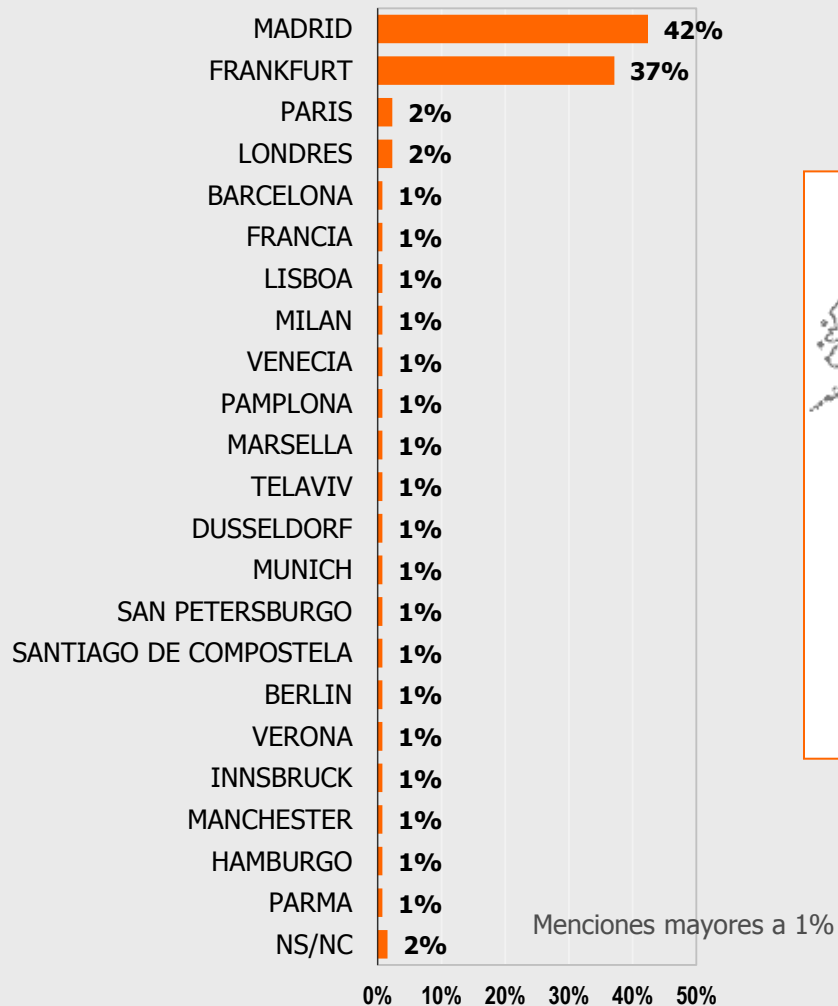 MADRID 42%
FRANKFURT 37%
PARIS 2%
LONDRES 2%
BARCELONA 1%
FRANCIA 1%
LISBOA 1%
MILAN 1%
VENECIA 1%
PAMPLONA 1%
MARSELLA 1%
TELAVIV 1%
DUSSELDORF 1%
MUNICH 1%
SAN PETERSBURGO 1%
SANTIAGO DE COMPOSTELA 1%
BERLIN 1%
VERONA 1%
INNSBRUCK 1%
MANCHESTER 1%
HAMBURGO 1%
PARMA 1%
Menciones mayores a 1%
NS/NC 2%
0% 10% 20% 30% 40% 50%